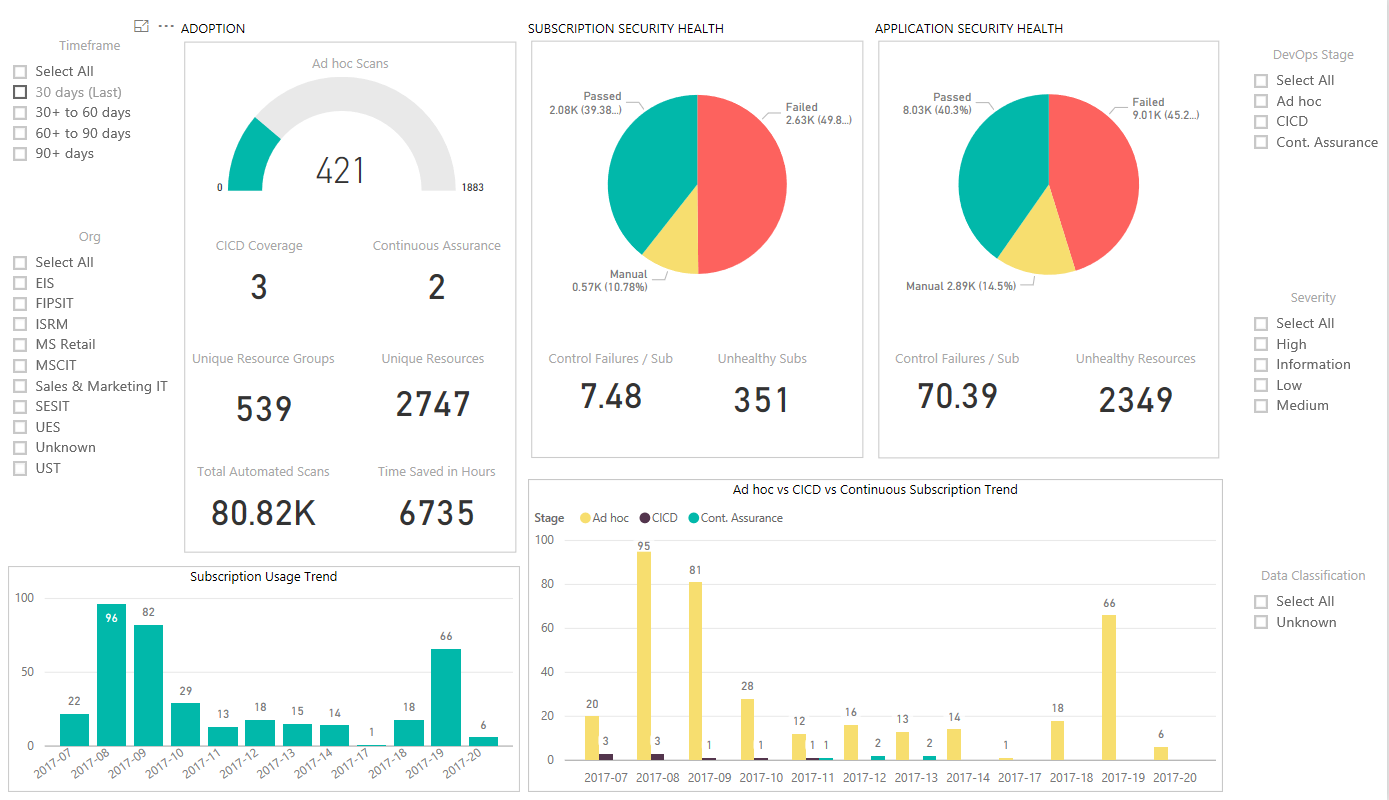 Timeframe
Select All
30 days (Last)
30+ to 60 days
60+ to 90 days
90+ days
Org
Select All
EIS
FIPSIT
ISRM
MS Retail
MSCIT
Sales & Marketing IT
SESIT
UES
Unknown
UST
ADOPTION
Ad hoc Scans
421
0
1883
CICD Coverage
Continuous Assurance
3
2
Unique Resource Groups
Unique Resources
539
2747
Total Automated Scans
Time Saved in Hours
80.82K
6735
SUBSCRIPTION SECURITY HEALTH
Passed
2.08K (39.38...)
Failed
2.63K (49.8...)
Manual
0.57K (10.78%)
Control Failures / Sub
Unhealthy Subs
7.48
351
APPLICATION SECURITY HEALTH
Passed
8.03K (40.3%)
Failed
9.01K (45.2...)
Manual 2.89K (14.5%)
Control Failures / Sub
Unhealthy Resources
70.39
2349
DevOps Stage
Select All
Ad hoc
CICD
Cont. Assurance
Severity
Select All
High
Information
Low
Medium
Data Classification
Select All
Unknown
Subscription Usage Trend
100
50
0
22
96
82
29
13
18
15
14
1
18
66
6
2017-07
2017-08
2017-09
2017-10
2017-11
2017-12
2017-13
2017-14
2017-17
2017-18
2017-19
2017-20
Ad hoc vs CICD vs Continuous Subscription Trend
Stage Ad hoc CICD Cont. Assurance
100
80
60
40
20
0
20
3
95
3
81
1
28
1
12
1
1
16
2
13
2
14
1
18
66
6
2017-07 2017-08 2017-09 2017-10 2017-11 2017-12 2017-13 2017-14 2017-17 2017-18 2017-19 2017-20